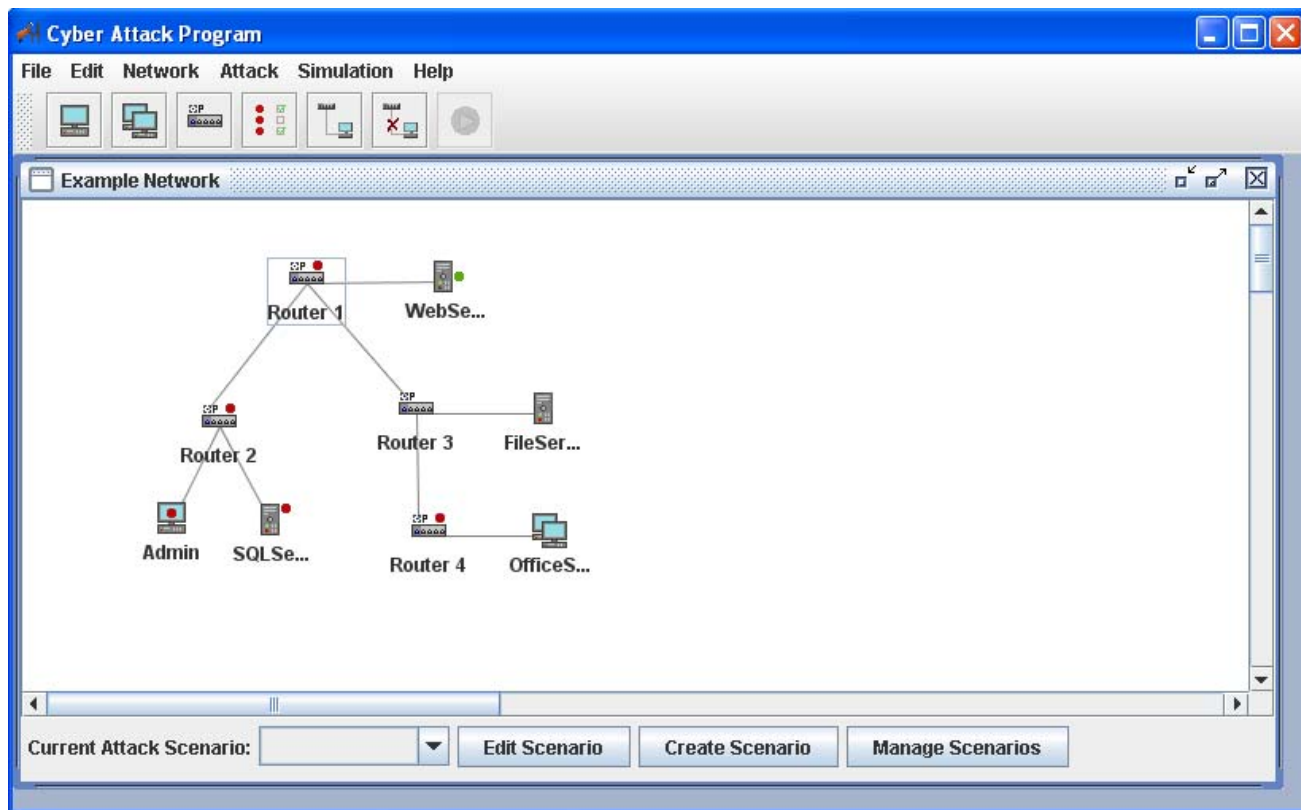 Cyber Attack Program
File Edit Network Attack Simulation Help
Example Network
Router 1
WebSe...
Router 2
Router 3
FileSer...
Admin
SQLSe...
Router 4
OfficeS...
Current Attack Scenario:
Edit Scenario
Create Scenario
Manage Scenarios